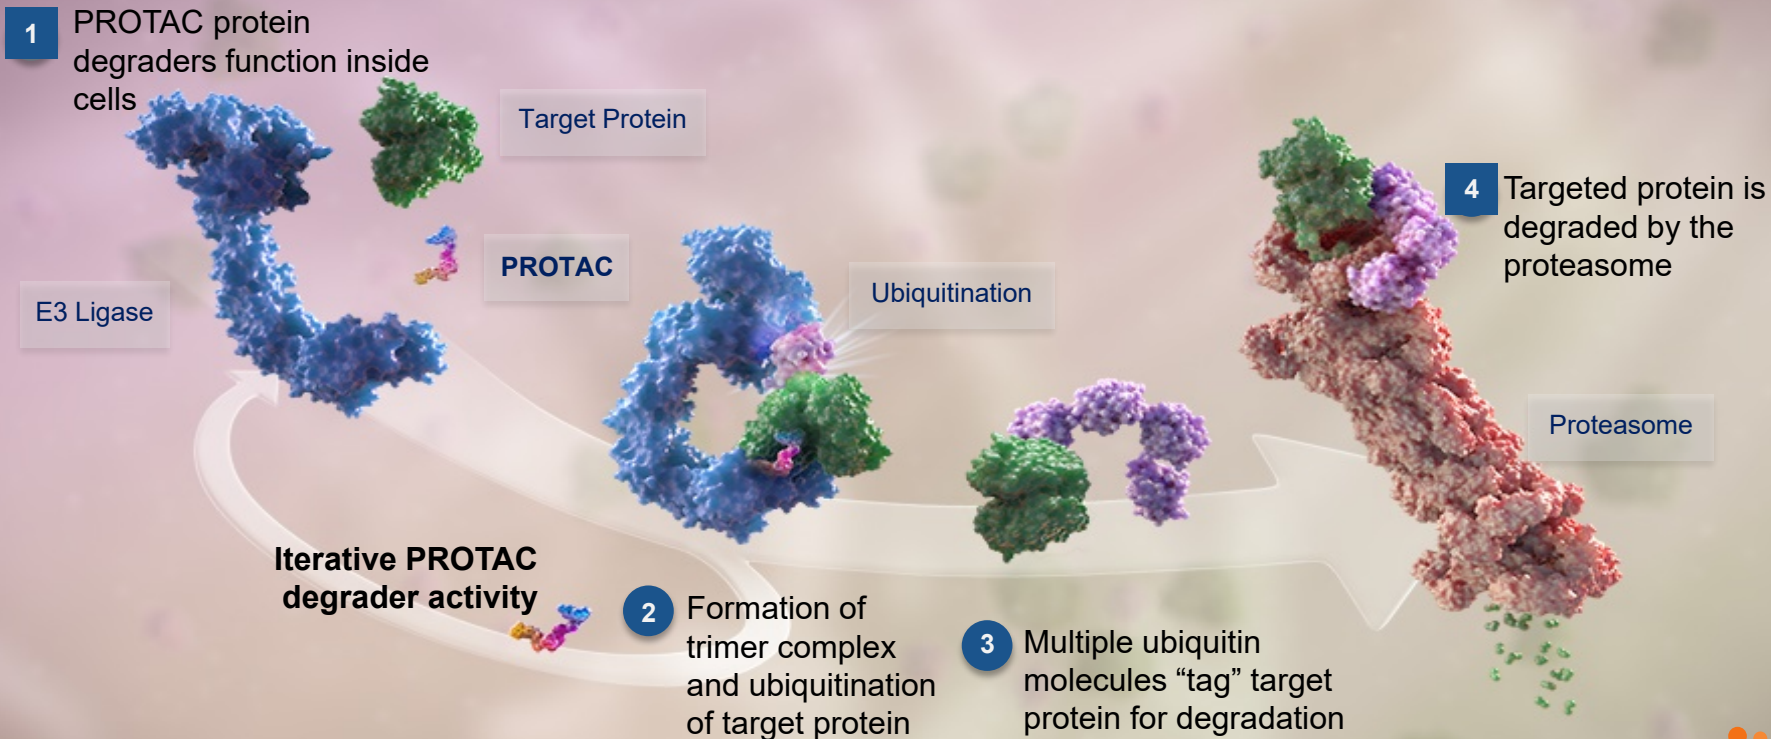 1
PROTAC protein
degraders function inside
cells
Target Protein
PROTAC
E3 Ligase
Ubiquitination
Iterative PROTAC
degrader activity
2
Formation of
trimer complex
and ubiquitination
of target protein
3
Multiple ubiquitin
molecules “tag” target
protein for degradation
4
Targeted protein is
degraded by the
proteasome
Proteasome